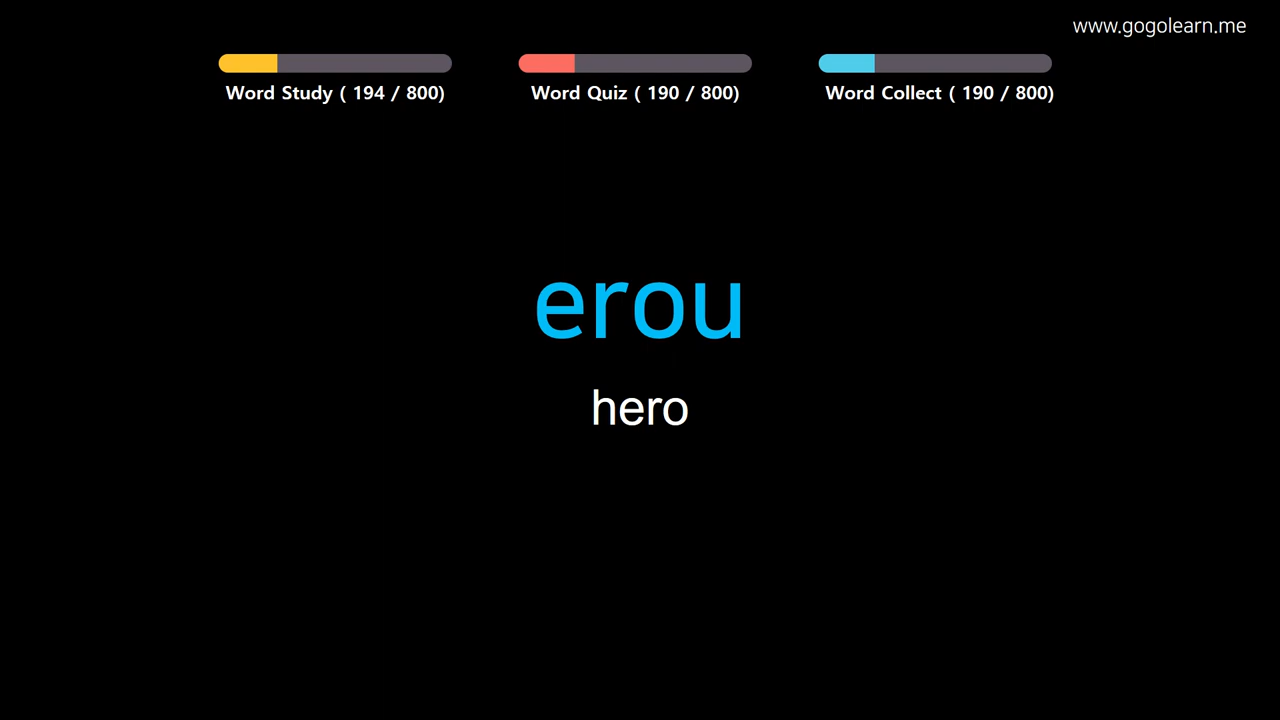 www.gogolearn.me
Word Study ( 194 / 800)
Word Quiz ( 190 / 800)
Word Collect ( 190 / 800)
erou
hero